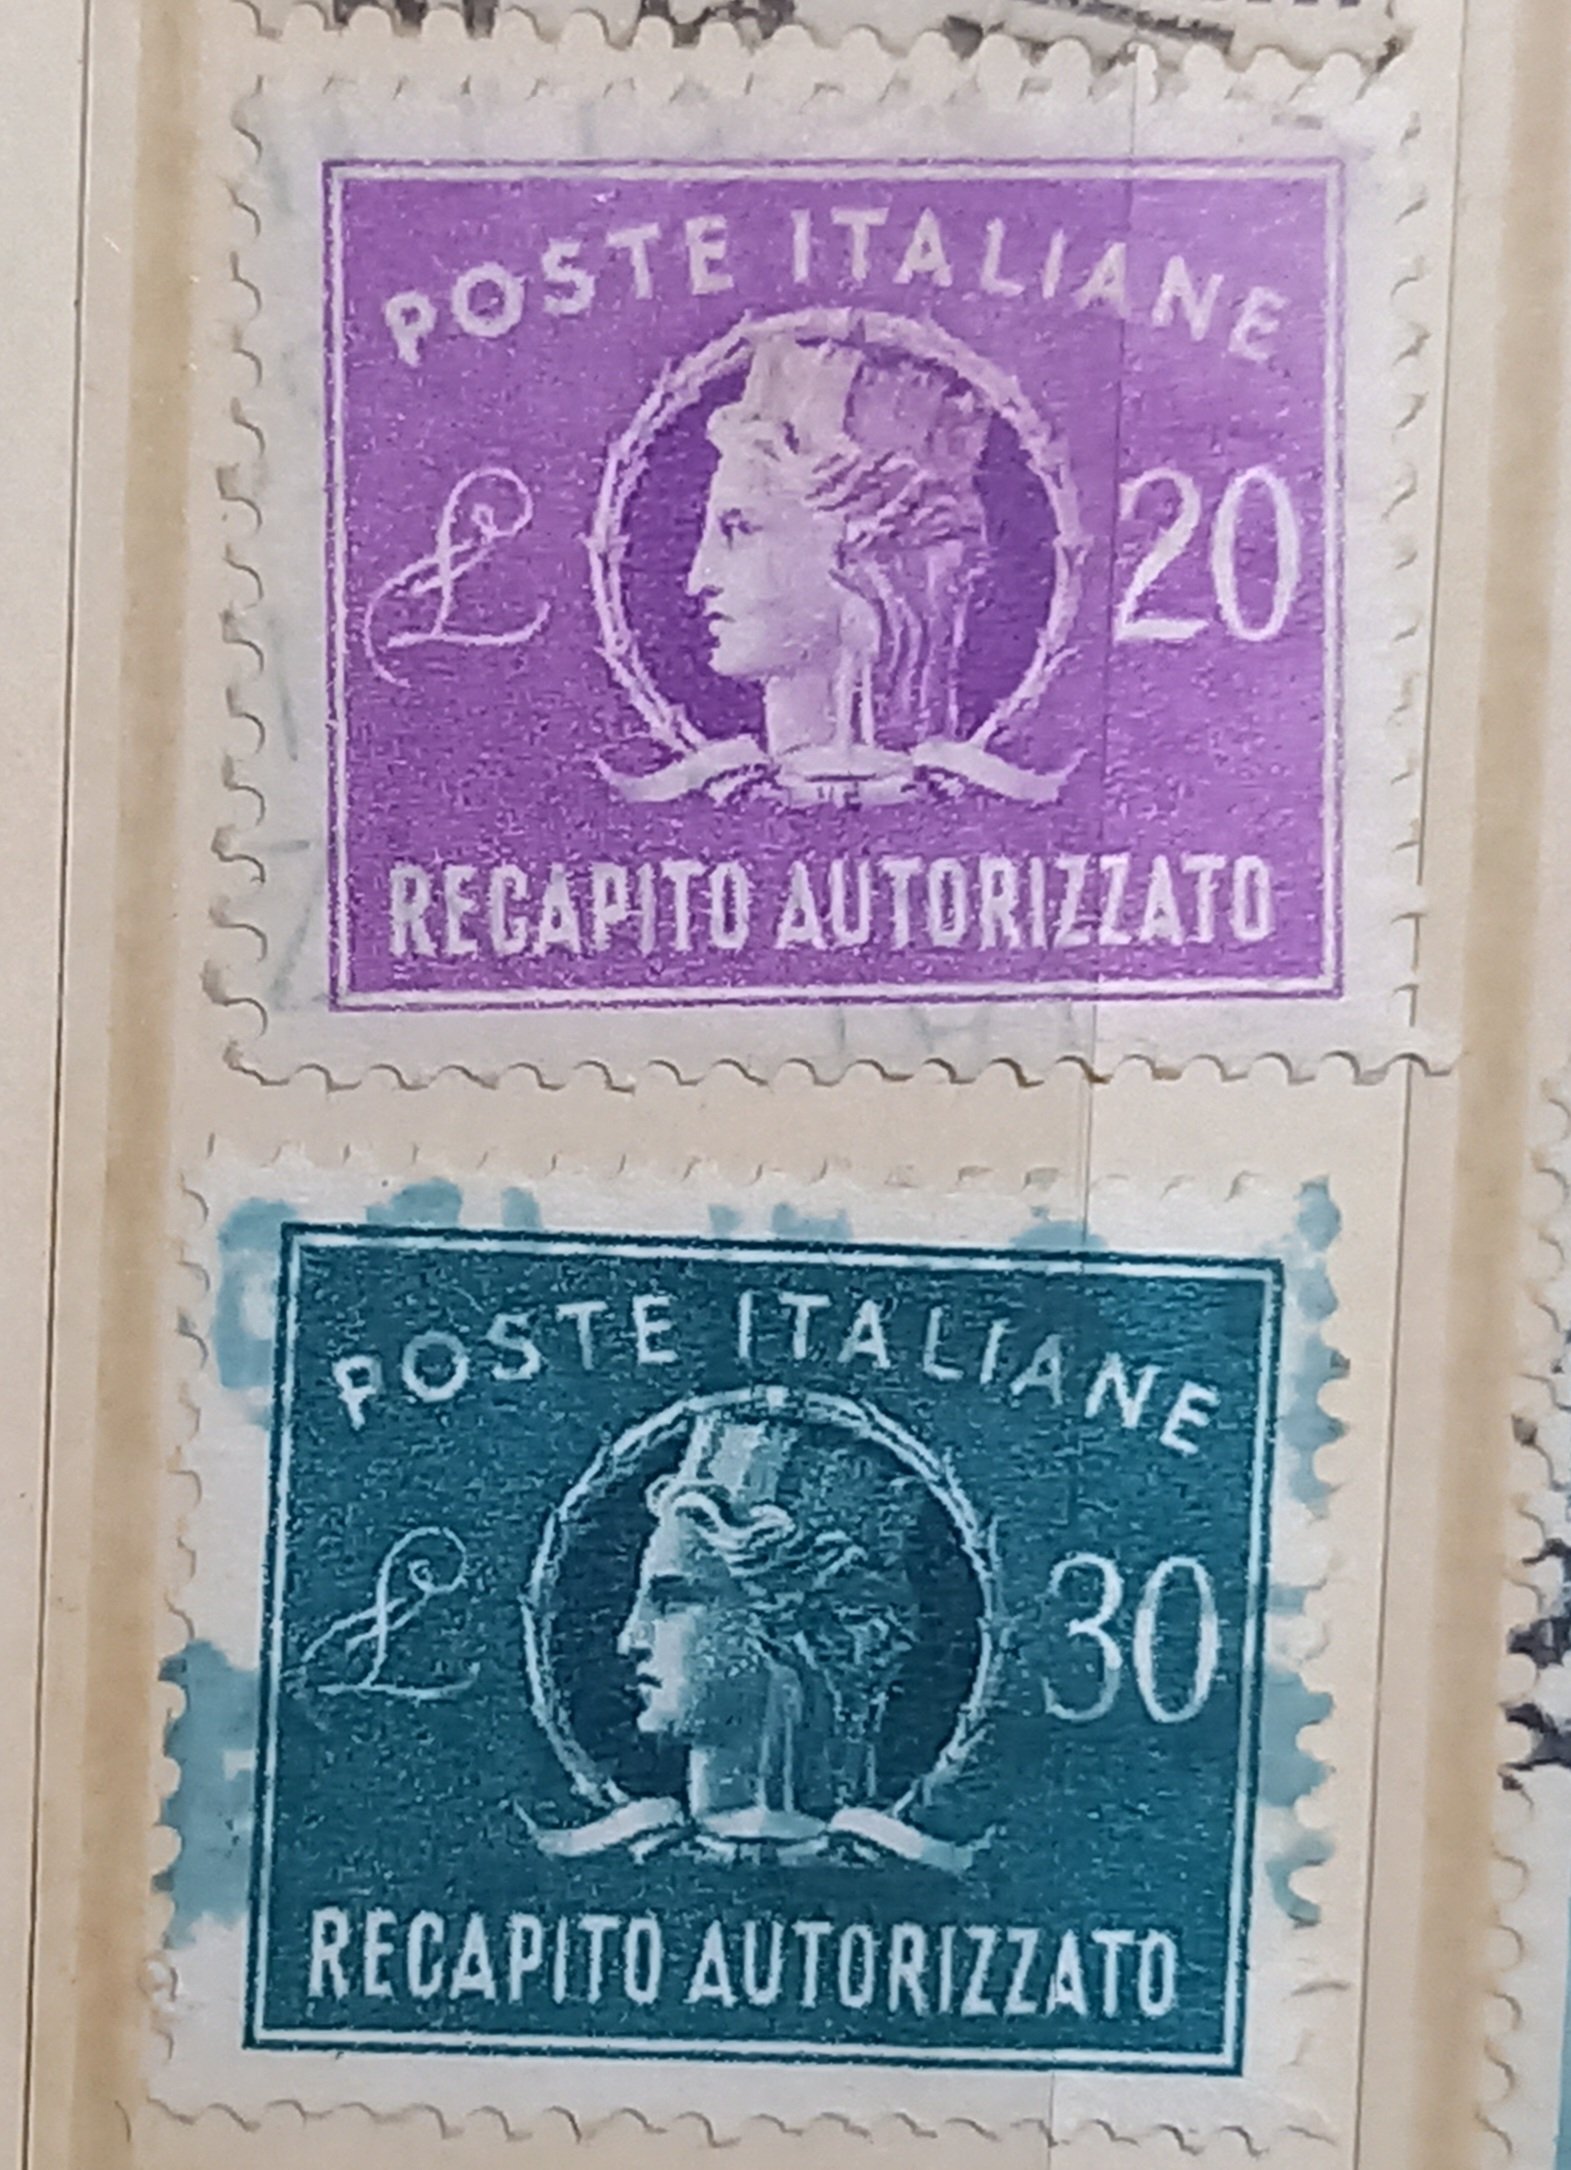 POSTE ITALIANE
£ 20
RECAPITO AUTORIZZATO
POSTE ITALIANE
£ 30
RECAPITO AUTORIZZATO